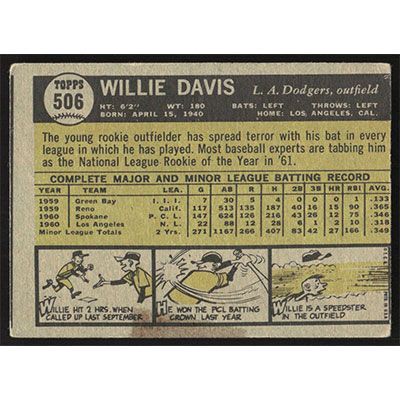 TOPPS
506
WILLIE DAVIS
L. A. Dodgers, outfield
HT: 6'2" WT: 180 BATS: LEFT THROWS: LEFT
BORN: APRIL 15, 1940 HOME: LOS ANGELES, CAL.
The young rookie outfielder has spread terror with his bat in every
league in which he has played. Most baseball experts are tabbing him
as the National League Rookie of the Year in '61.
COMPLETE MAJOR AND MINOR LEAGUE BATTING RECORD
YEAR TEAM LEA. G AB R H 2B 3B HR RBI AVG.
1959 Green Bay I. I. I. 7 30 5 4 0 0 0 1 .133
1959 Reno Calif. 117 513 135 187 40 16 15 90 .365
1960 Spokane P.C.L. 147 624 126 216 43 26 12 75 .346
1960 Los Angeles N. L. 22 88 12 28 6 1 2 10 .318
Minor League Totals 2 Yrs. 271 1167 266 407 83 42 27 166 .349
WILLIE HIT 2 HRS. WHEN
CALLED UP LAST SEPTEMBER
HE WON THE PCL BATTING
CROWN LAST YEAR
WILLIE IS A SPEEDSTER
IN THE OUTFIELD